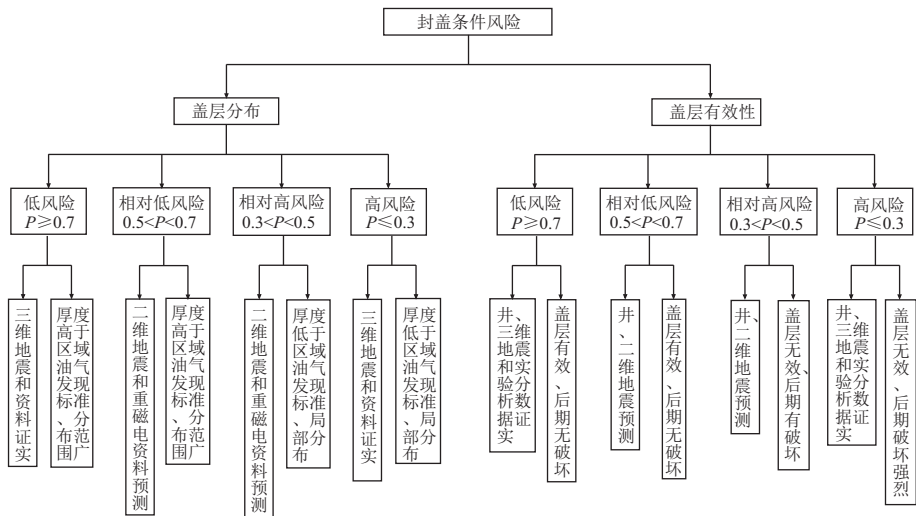 封盖条件风险
盖层分布
盖层有效性
低风险
P≥0.7
相对低风险
0.5<P<0.7
相对高风险
0.3<P<0.5
高风险
P≤0.3
低风险
P≥0.7
相对低风险
0.5<P<0.7
相对高风险
0.3<P<0.5
高风险
P≤0.3
三维地震和资料证实
厚度高于区域油气发现标准、分布范围广
二维地震和重磁电资料预测
厚度高于区域油气发现标准、分布范围广
二维地震和重磁电资料预测
厚度低于区域油气发现标准、局部分布
三维地震和资料证实
厚度低于区域油气发现标准、局部分布
井、三维地震和实验分析数据证实
盖层有效、后期无破坏
井、二维地震预测
盖层有效、后期无破坏
井、二维地震预测
盖层无效、后期有破坏
井、三维地震和实验分析数据证实
盖层无效、后期破坏强烈